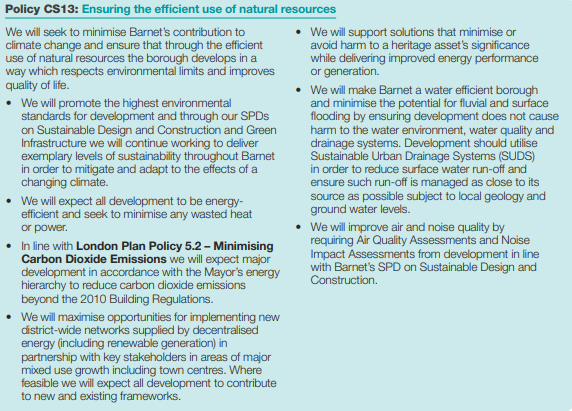 Policy CS13: Ensuring the efficient use of natural resources
We will seek to minimise Barnet's contribution to
climate change and ensure that through the efficient
use of natural resources the borough develops in a
way which respects environmental limits and improves
quality of life.
• We will promote the highest environmental
standards for development and through our SPDs
on Sustainable Design and Construction and Green
Infrastructure we will continue working to deliver
exemplary levels of sustainability throughout Barnet
in order to mitigate and adapt to the effects of a
changing climate.
• We will expect all development to be energy-
efficient and seek to minimise any wasted heat
or power.
• In line with London Plan Policy 5.2 – Minimising
Carbon Dioxide Emissions we will expect major
development in accordance with the Mayor's energy
hierarchy to reduce carbon dioxide emissions
beyond the 2010 Building Regulations.
• We will maximise opportunities for implementing new
district-wide networks supplied by decentralised
energy (including renewable generation) in
partnership with key stakeholders in areas of major
mixed use growth including town centres. Where
feasible we will expect all development to contribute
to new and existing frameworks.
• We will support solutions that minimise or
avoid harm to a heritage asset's significance
while delivering improved energy performance
or generation.
• We will make Barnet a water efficient borough
and minimise the potential for fluvial and surface
flooding by ensuring development does not cause
harm to the water environment, water quality and
drainage systems. Development should utilise
Sustainable Urban Drainage Systems (SUDS)
in order to reduce surface water run-off and
ensure such run-off is managed as close to its
source as possible subject to local geology and
ground water levels.
• We will improve air and noise quality by
requiring Air Quality Assessments and Noise
Impact Assessments from development in line
with Barnet's SPD on Sustainable Design and
Construction.